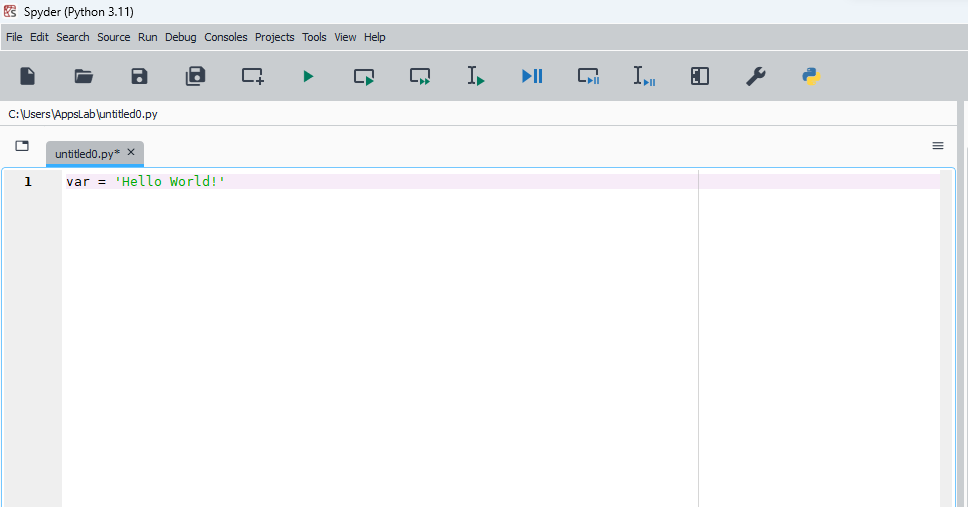 Spyder (Python 3.11)
File Edit Search Source Run Debug Consoles Projects Tools View Help
C:\Users\AppsLab\untitled0.py
untitled0.py*
1 var = 'Hello World!'